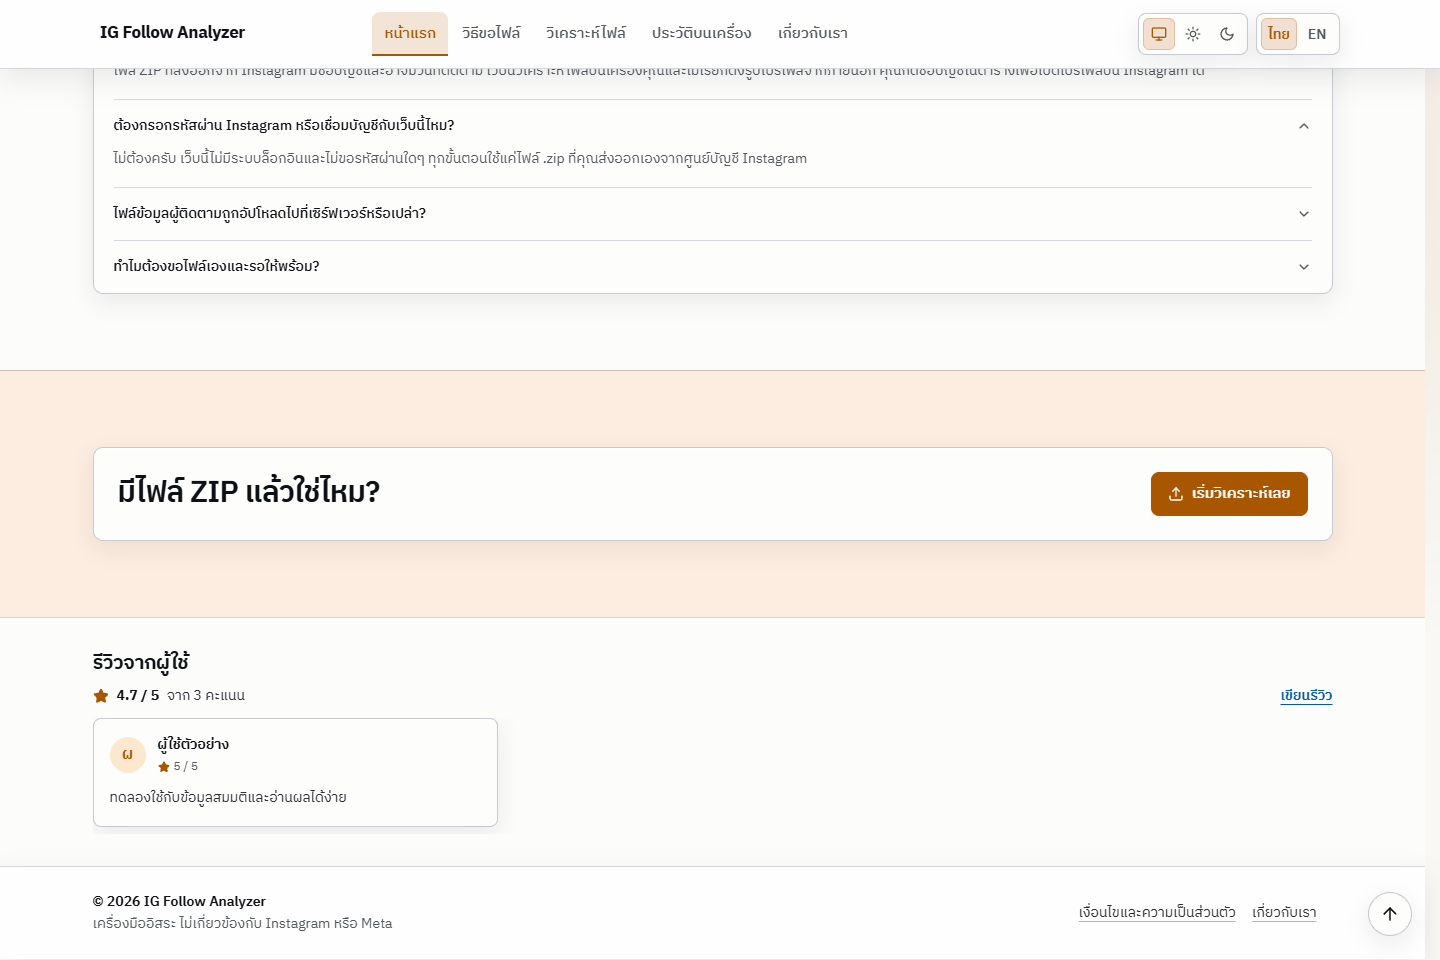 IG Follow Analyzer
หน้าแรก
วิธีขอไฟล์
วิเคราะห์ไฟล์
ประวัติบนเครื่อง
เกี่ยวกับเรา
ไทย
EN
ต้องกรอกรหัสผ่าน Instagram หรือเชื่อมบัญชีกับเว็บนี้ไหม?
ไม่ต้องครับ เว็บนี้ไม่มีระบบล็อกอินและไม่ขอรหัสผ่านใดๆ ทุกขั้นตอนใช้แค่ไฟล์ .zip ที่คุณส่งออกเองจากศูนย์บัญชี Instagram
ไฟล์ข้อมูลผู้ติดตามถูกอัปโหลดไปที่เซิร์ฟเวอร์หรือเปล่า?
ทำไมต้องขอไฟล์เองและรอให้พร้อม?
มีไฟล์ ZIP แล้วใช่ไหม?
เริ่มวิเคราะห์เลย
รีวิวจากผู้ใช้
4.7 / 5 จาก 3 คะแนน
เขียนรีวิว
ผ
ผู้ใช้ตัวอย่าง
5 / 5
ทดลองใช้กับข้อมูลสมมติและอ่านผลได้ง่าย
© 2026 IG Follow Analyzer
เครื่องมืออิสระ ไม่เกี่ยวข้องกับ Instagram หรือ Meta
เงื่อนไขและความเป็นส่วนตัว
เกี่ยวกับเรา